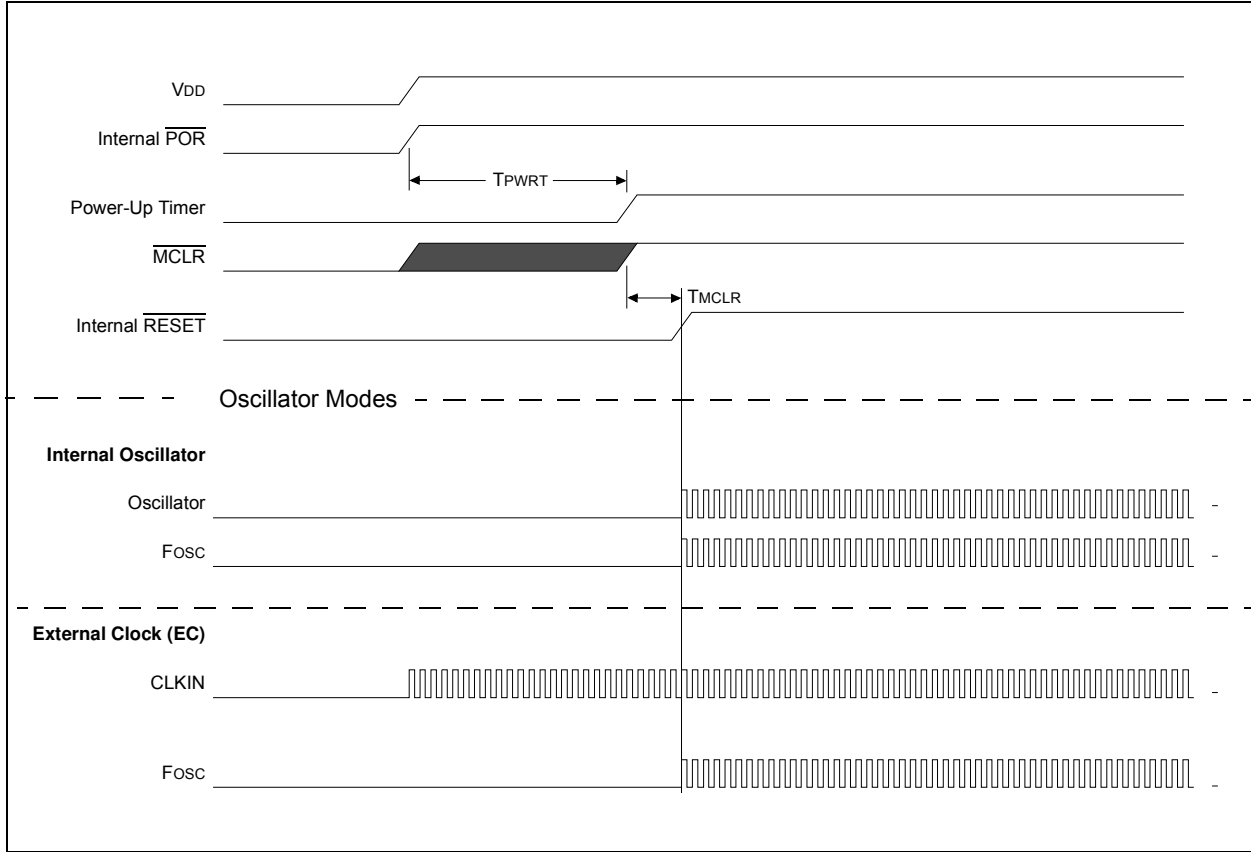 VDD
Internal POR
TPWRT
Power-Up Timer
MCLR
TMCLR
Internal RESET
Oscillator Modes
Internal Oscillator
Oscillator
FOSC
External Clock (EC)
CLKIN
FOSC